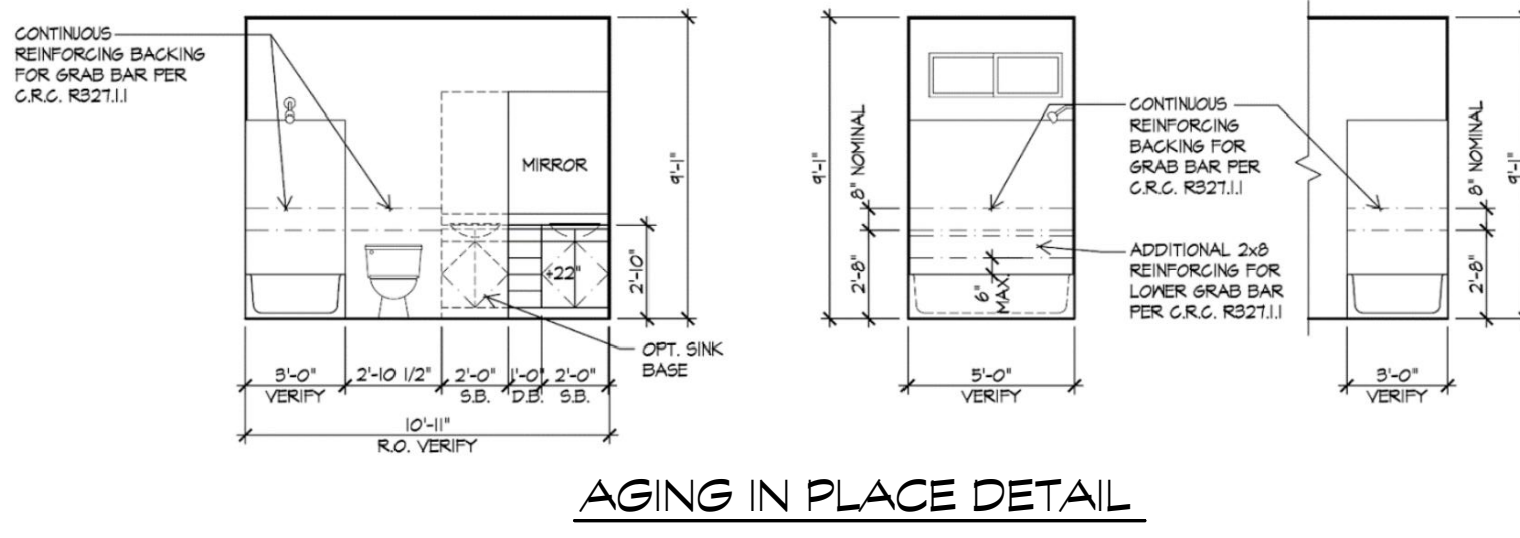 CONTINUOUS
REINFORCING BACKING
FOR GRAB BAR PER
C.R.C. R327.1.1
MIRROR
+22"
9'-1"
2'-10"
OPT. SINK
BASE
3'-0"
VERIFY
2'-10 1/2"
2'-0"
S.B.
1'-0"
D.B.
2'-0"
S.B.
10'-11"
R.O. VERIFY
9'-1"
8" NOMINAL
2'-8"
6"
MAX.
5'-0"
VERIFY
CONTINUOUS
REINFORCING
BACKING FOR
GRAB BAR PER
C.R.C. R327.1.1
ADDITIONAL 2x8
REINFORCING FOR
LOWER GRAB BAR
PER C.R.C. R327.1.1
8" NOMINAL
2'-8"
9'-1"
3'-0"
VERIFY
AGING IN PLACE DETAIL